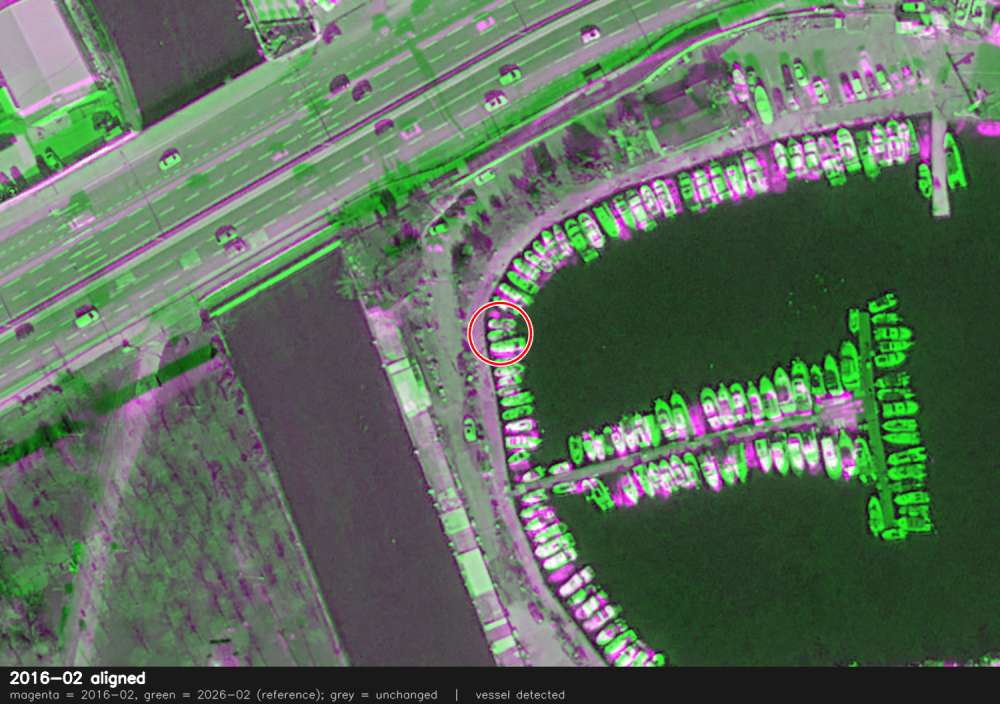 2016-02 aligned
magenta = 2016-02, green = 2026-02 (reference); grey = unchanged | vessel detected